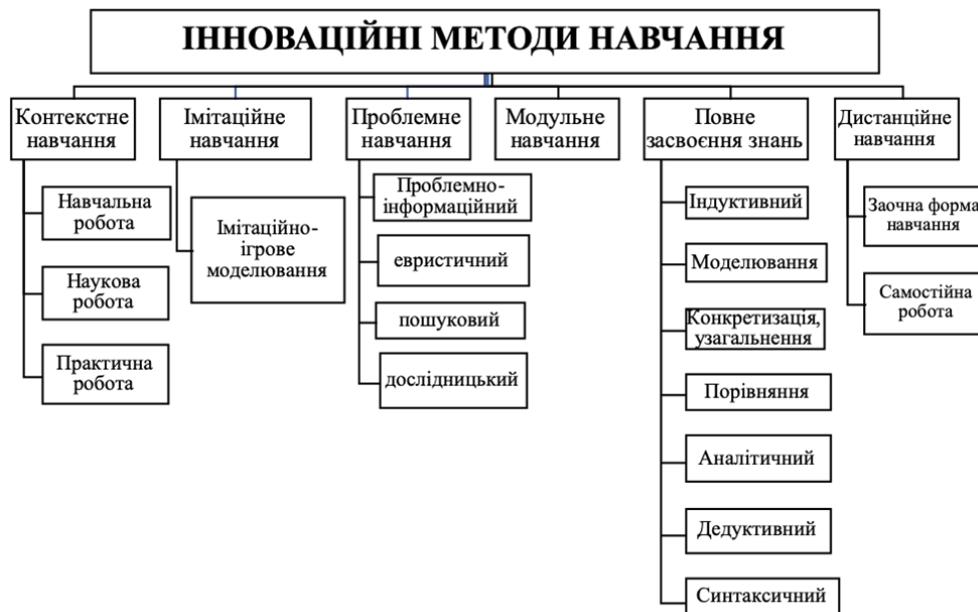 ІННОВАЦІЙНІ МЕТОДИ НАВЧАННЯ
Контекстне
навчання
Навчальна
робота
Наукова
робота
Практична
робота
Імітаційне
навчання
Імітаційно-
ігрове
моделювання
Проблемне
навчання
Проблемно-
інформаційний
евристичний
пошуковий
дослідницький
Модульне
навчання
Повне
засвоєння знань
Індуктивний
Моделювання
Конкретизація,
узагальнення
Порівняння
Аналітичний
Дедуктивний
Синтаксичний
Дистанційне
навчання
Заочна форма
навчання
Самостійна
робота